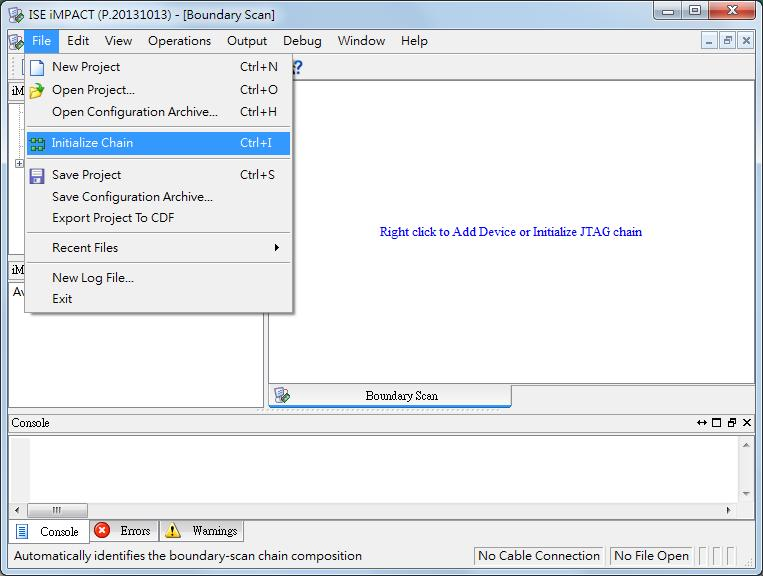 ISE iMPACT (P.20131013) - [Boundary Scan]
File Edit View Operations Output Debug Window Help
New Project Ctrl+N
Open Project... Ctrl+O
Open Configuration Archive... Ctrl+H
Initialize Chain Ctrl+I
Save Project Ctrl+S
Save Configuration Archive...
Export Project To CDF
Recent Files
New Log File...
Exit
iM
iM
Av
Right click to Add Device or Initialize JTAG chain
Boundary Scan
Console
Console Errors Warnings
Automatically identifies the boundary-scan chain composition No Cable Connection No File Open